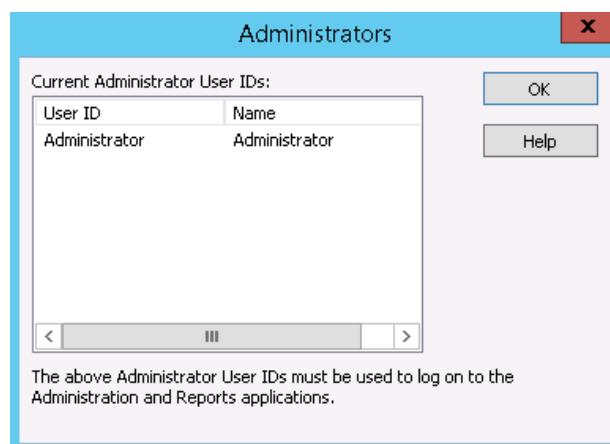 Administrators
x
Current Administrator User IDs:
OK
User ID Name
Administrator Administrator
Help
The above Administrator User IDs must be used to log on to the
Administration and Reports applications.